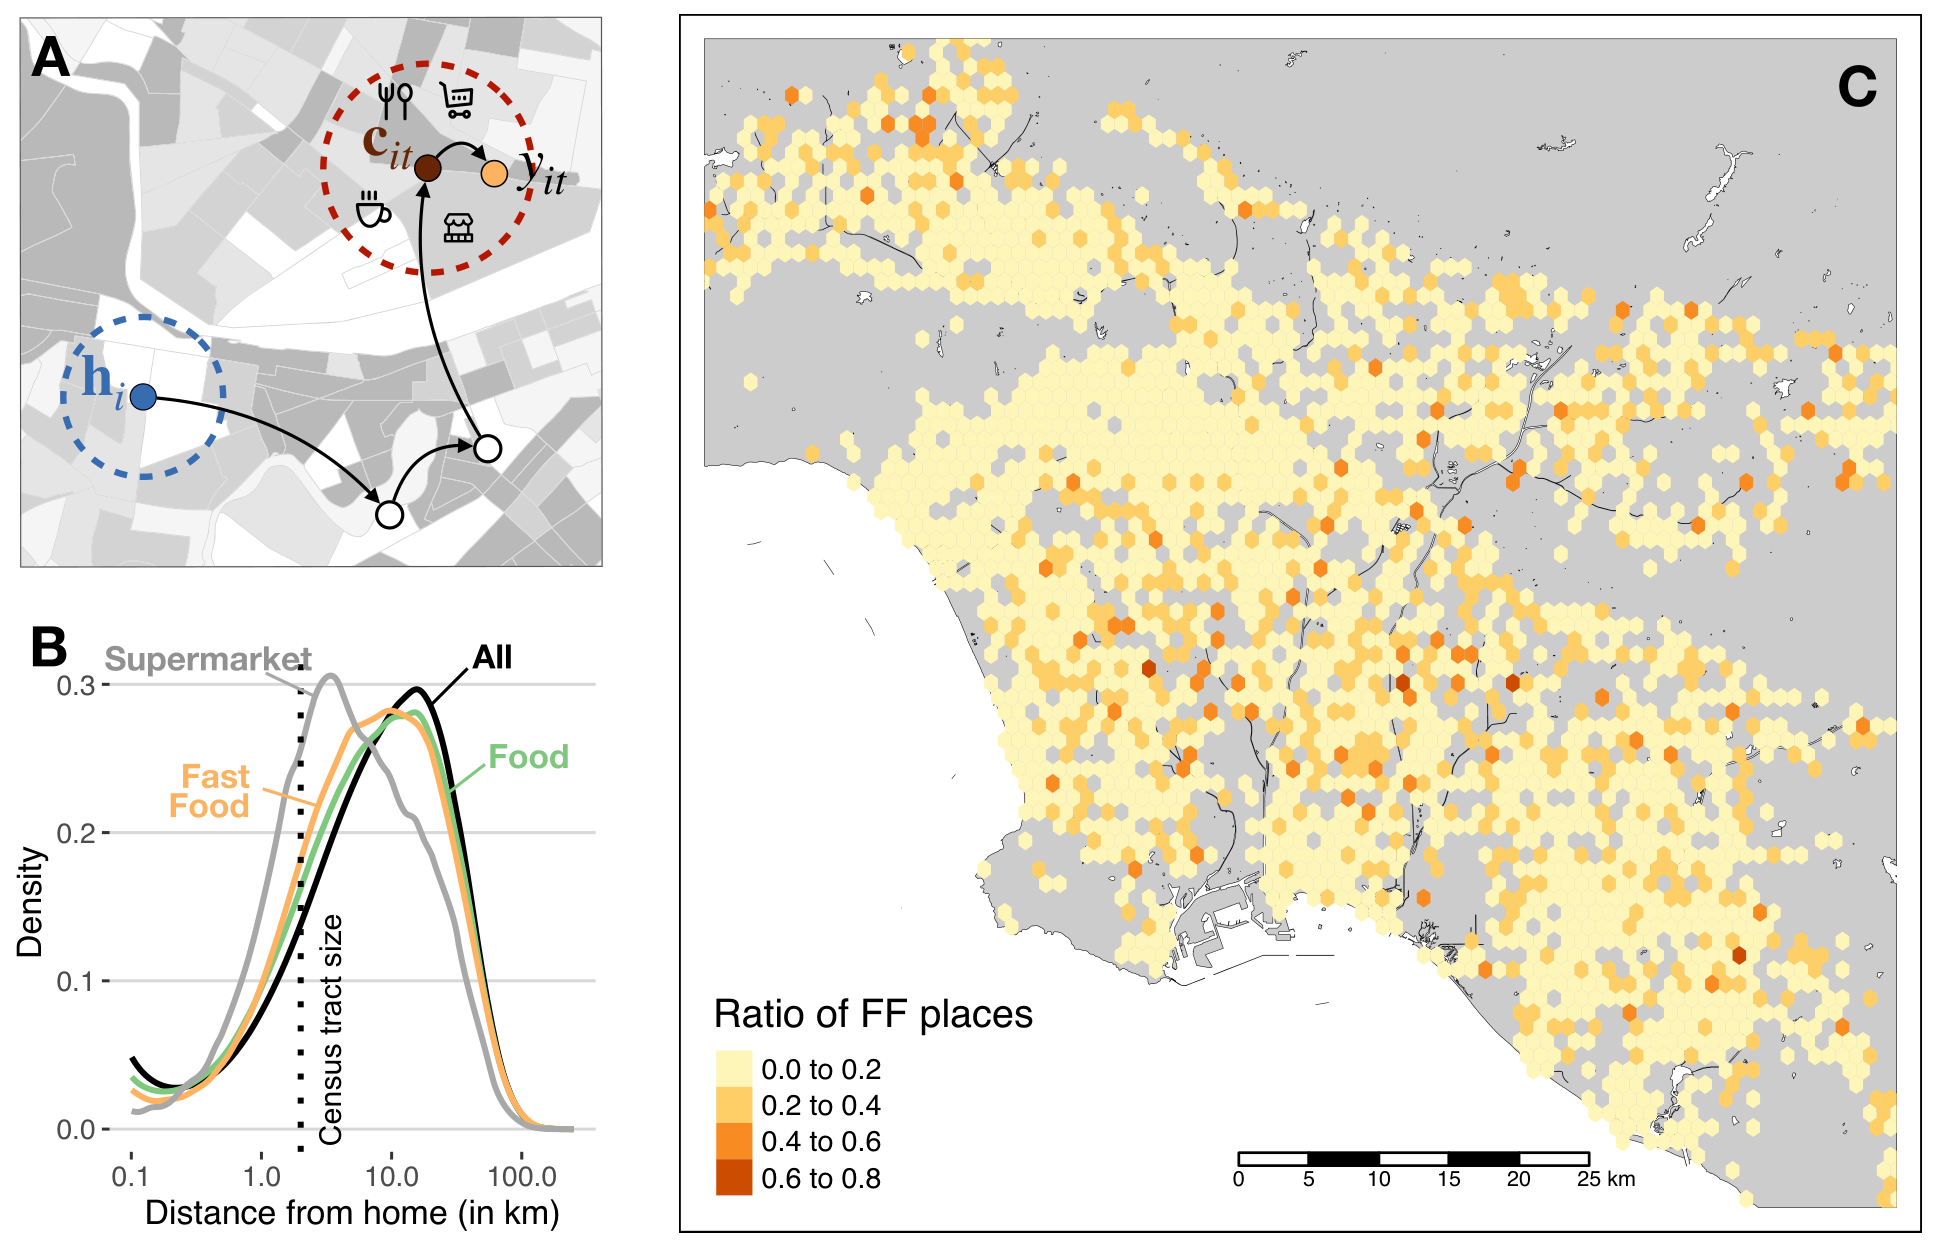 A
c_it
y_it
h_i
B
Supermarket
All
Food
Fast
Food
Census tract size
Density
0.3
0.2
0.1
0.0
0.1 1.0 10.0 100.0
Distance from home (in km)
C
Ratio of FF places
0.0 to 0.2
0.2 to 0.4
0.4 to 0.6
0.6 to 0.8
0 5 10 15 20 25 km